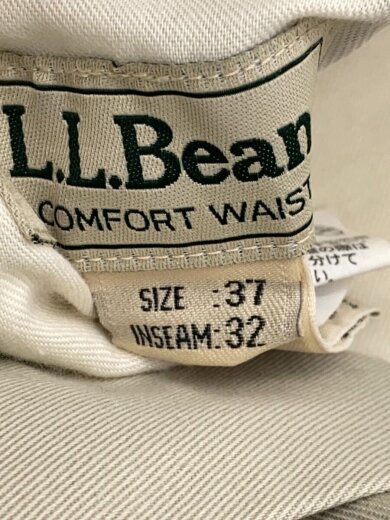 L.L.Bean
COMFORT WAIST
SIZE :37
INSEAM:32